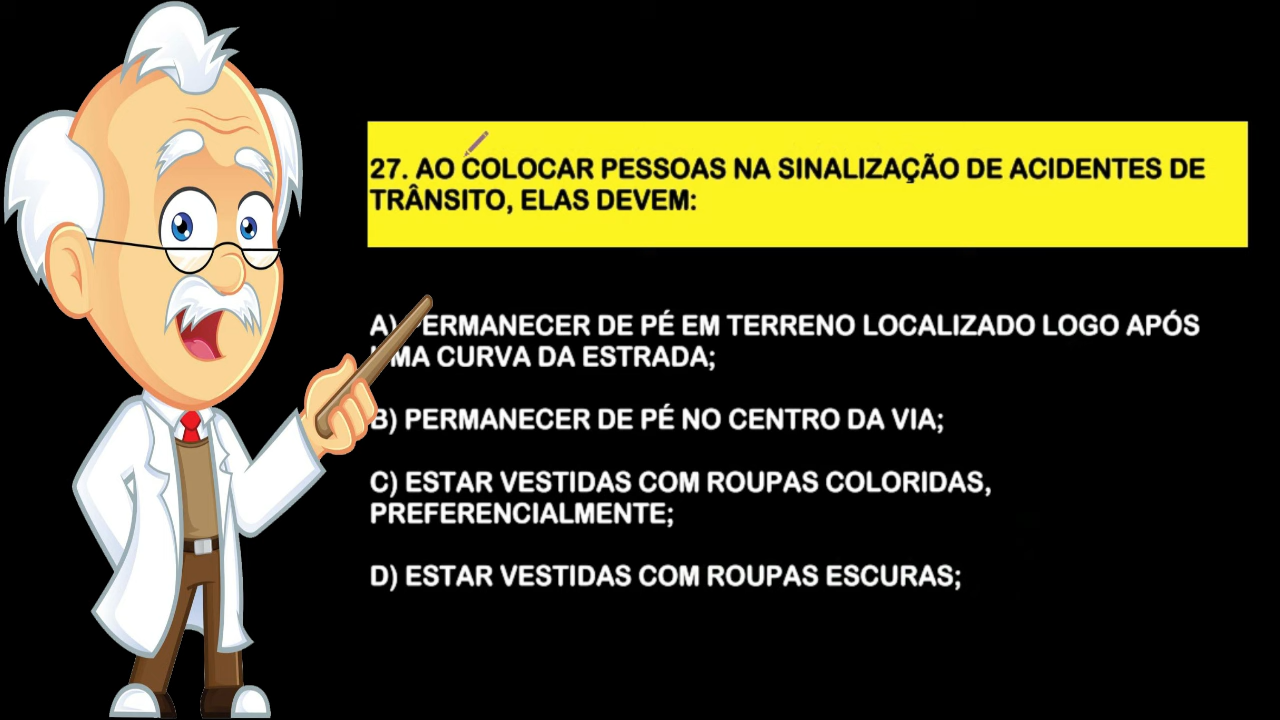 27. AO COLOCAR PESSOAS NA SINALIZAÇÃO DE ACIDENTES DE
TRÂNSITO, ELAS DEVEM:
A) PERMANECER DE PÉ EM TERRENO LOCALIZADO LOGO APÓS
UMA CURVA DA ESTRADA;
B) PERMANECER DE PÉ NO CENTRO DA VIA;
C) ESTAR VESTIDAS COM ROUPAS COLORIDAS,
PREFERENCIALMENTE;
D) ESTAR VESTIDAS COM ROUPAS ESCURAS;